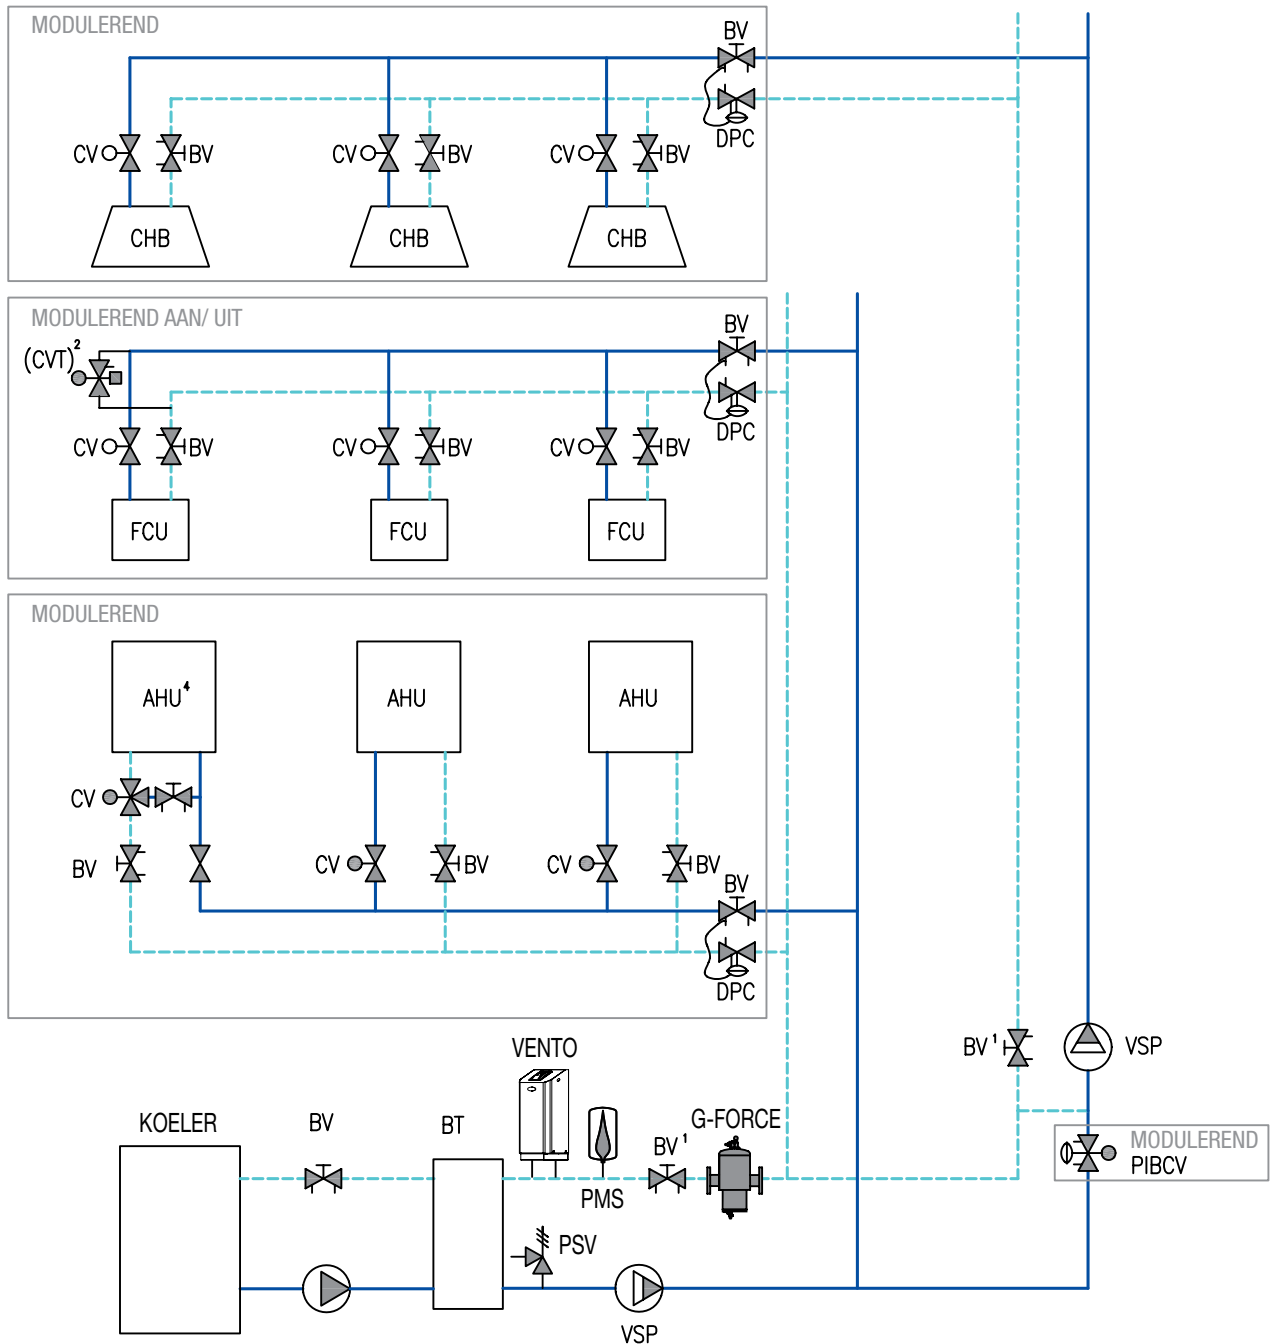 MODULEREND
BV
DPC
CV BV CV BV CV BV
CHB CHB CHB
MODULEREND AAN/ UIT
(CVT)²
BV
DPC
CV BV CV BV CV BV
FCU FCU FCU
MODULEREND
AHU⁴ AHU AHU
CV
BV CV BV CV BV
BV
DPC
BV¹ VSP
VENTO
KOELER BV BT G-FORCE
BV¹
MODULEREND
PIBCV
PMS
PSV
VSP